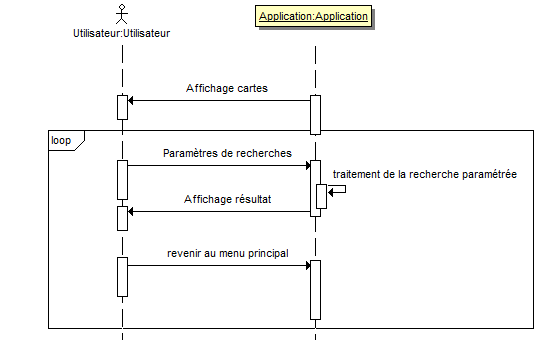 Utilisateur:Utilisateur
Application:Application
Affichage cartes
loop
Paramètres de recherches
traitement de la recherche paramétrée
Affichage résultat
revenir au menu principal